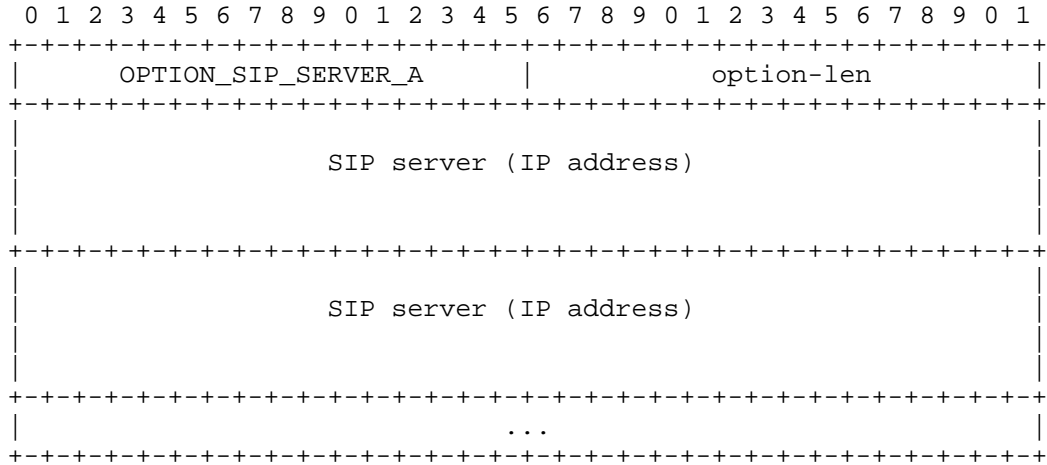 0 1 2 3 4 5 6 7 8 9 0 1 2 3 4 5 6 7 8 9 0 1 2 3 4 5 6 7 8 9 0 1
+-+-+-+-+-+-+-+-+-+-+-+-+-+-+-+-+-+-+-+-+-+-+-+-+-+-+-+-+-+-+-+-+
| OPTION_SIP_SERVER_A | option-len |
+-+-+-+-+-+-+-+-+-+-+-+-+-+-+-+-+-+-+-+-+-+-+-+-+-+-+-+-+-+-+-+-+
| |
| SIP server (IP address) |
| |
| |
+-+-+-+-+-+-+-+-+-+-+-+-+-+-+-+-+-+-+-+-+-+-+-+-+-+-+-+-+-+-+-+-+
| |
| SIP server (IP address) |
| |
| |
+-+-+-+-+-+-+-+-+-+-+-+-+-+-+-+-+-+-+-+-+-+-+-+-+-+-+-+-+-+-+-+-+
| ... |
+-+-+-+-+-+-+-+-+-+-+-+-+-+-+-+-+-+-+-+-+-+-+-+-+-+-+-+-+-+-+-+-+